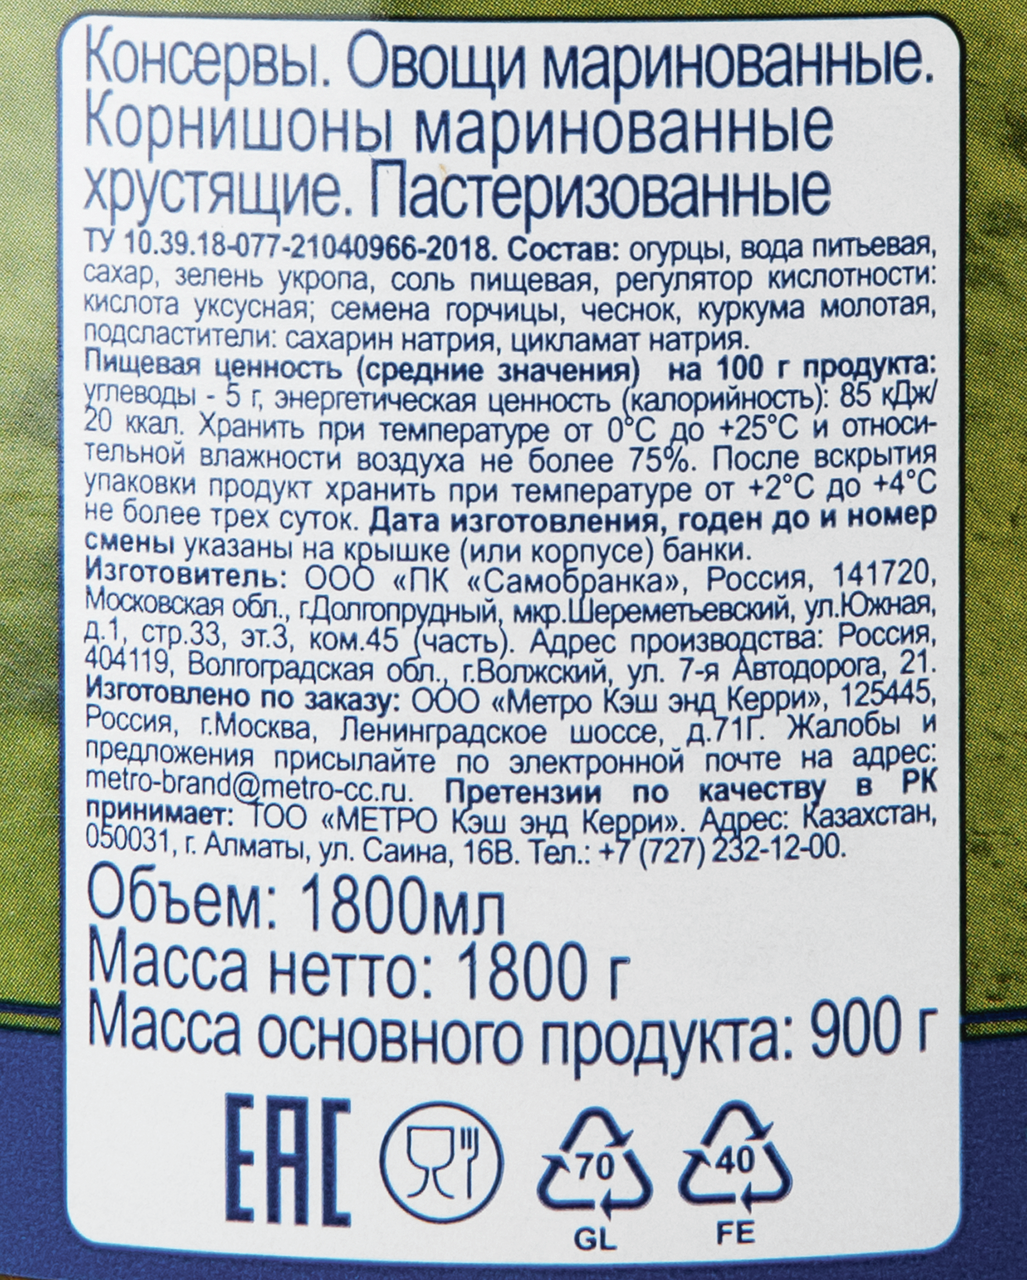 Консервы. Овощи маринованные.
Корнишоны маринованные
хрустящие. Пастеризованные
ТУ 10.39.18-077-21040966-2018. Состав: огурцы, вода питьевая,
сахар, зелень укропа, соль пищевая, регулятор кислотности:
кислота уксусная; семена горчицы, чеснок, куркума молотая,
подсластители: сахарин натрия, цикламат натрия.
Пищевая ценность (средние значения) на 100 г продукта:
углеводы - 5 г, энергетическая ценность (калорийность): 85 кДж/
20 ккал. Хранить при температуре от 0°С до +25°С и относи-
тельной влажности воздуха не более 75%. После вскрытия
упаковки продукт хранить при температуре от +2°С до +4°С
не более трех суток. Дата изготовления, годен до и номер
смены указаны на крышке (или корпусе) банки.
Изготовитель: ООО «ПК «Самобранка», Россия, 141720,
Московская обл., г.Долгопрудный, мкр.Шереметьевский, ул.Южная,
д.1, стр.33, эт.3, ком.45 (часть). Адрес производства: Россия,
404119, Волгоградская обл., г.Волжский, ул. 7-я Автодорога, 21.
Изготовлено по заказу: ООО «Метро Кэш энд Керри», 125445,
Россия, г.Москва, Ленинградское шоссе, д.71Г. Жалобы и
предложения присылайте по электронной почте на адрес:
metro-brand@metro-cc.ru. Претензии по качеству в РК
принимает: ТОО «МЕТРО Кэш энд Керри». Адрес: Казахстан,
050031, г. Алматы, ул. Саина, 16В. Тел.: +7 (727) 232-12-00.
Объем: 1800мл
Масса нетто: 1800 г
Масса основного продукта: 900 г
EAC
70
GL
40
FE